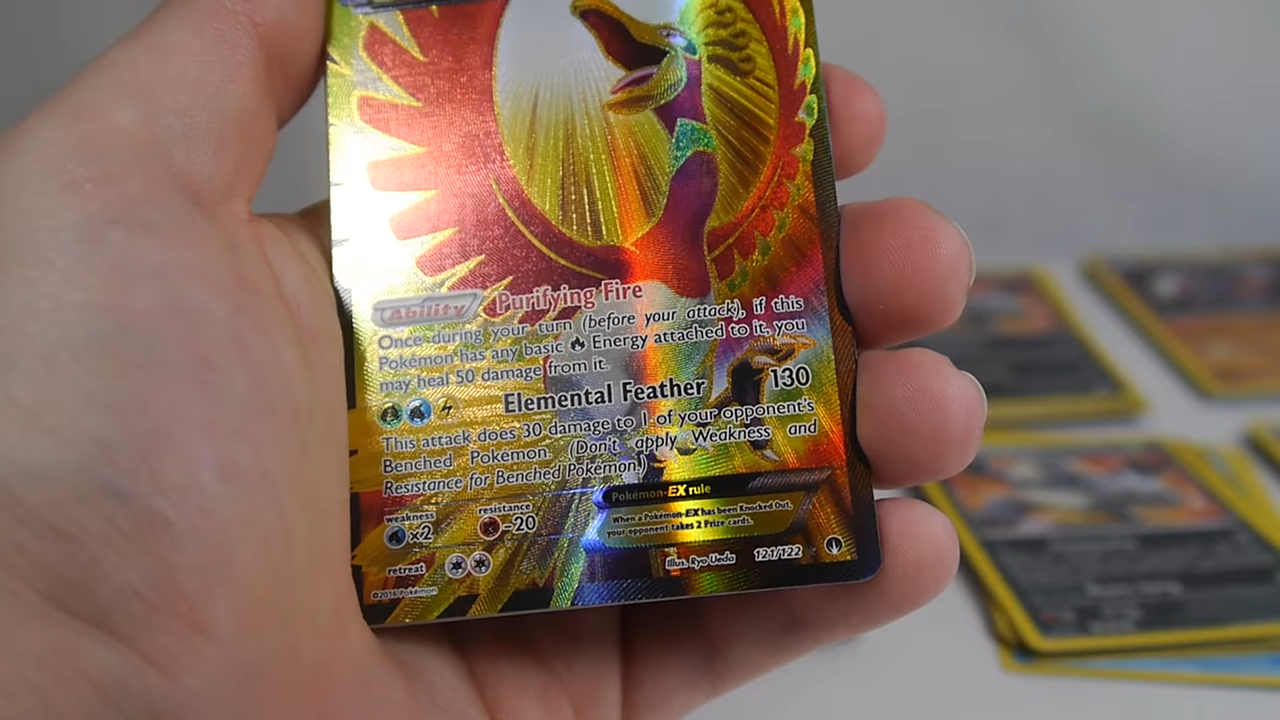 Ability Purifying Fire
Once during your turn (before your attack), if this
Pokémon has any basic Energy attached to it, you
may heal 50 damage from it.
Elemental Feather 130
This attack does 30 damage to 1 of your opponent's
Benched Pokémon. (Don't apply Weakness and
Resistance for Benched Pokémon.)
Pokémon-EX rule
When a Pokémon-EX has been Knocked Out,
your opponent takes 2 Prize cards.
weakness
×2
resistance
-20
retreat
Illus. Ryo Ueda 121/122
©2016 Pokémon